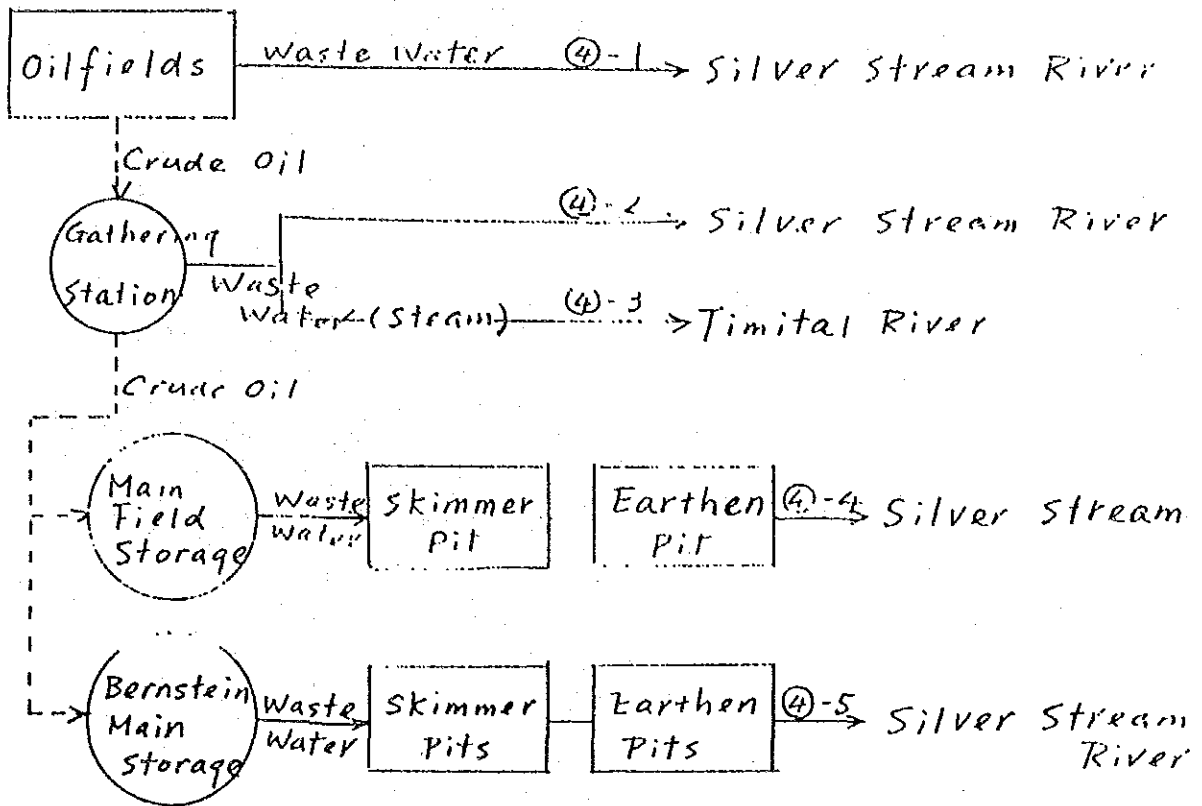 Oilfields
Waste Water ④-1
Silver Stream River
Crude Oil
Gathering
Station
Waste
Water
(Stream)
④-2
Silver Stream River
④-3
Timital River
Crude Oil
Main
Field
Storage
Waste
Water
Skimmer
Pit
Earthen
Pit
④-4
Silver Stream
Bernstein
Main
Storage
Waste
Water
Skimmer
Pits
Earthen
Pits
④-5
Silver Stream
River